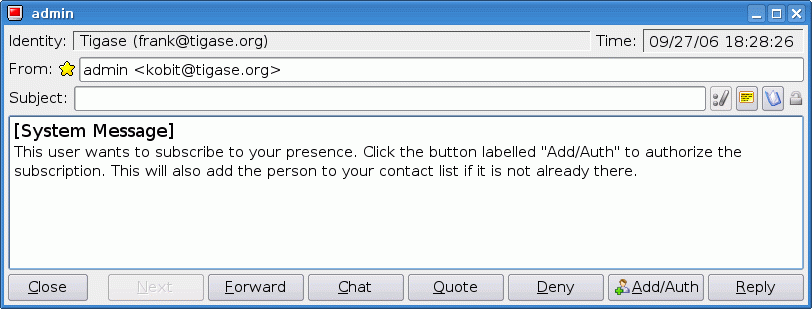 admin
Identity: Tigase (frank@tigase.org) Time: 09/27/06 18:28:26
From: admin <kobit@tigase.org>
Subject:
[System Message]
This user wants to subscribe to your presence. Click the button labelled "Add/Auth" to authorize the
subscription. This will also add the person to your contact list if it is not already there.
Close Next Forward Chat Quote Deny Add/Auth Reply